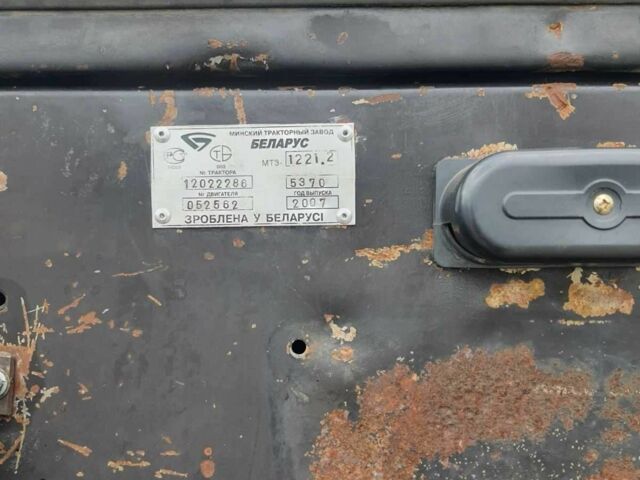 МИНСКИЙ ТРАКТОРНЫЙ ЗАВОД
БЕЛАРУС
МТЗ- 1221.2
№ ТРАКТОРА
12022286 5370
№ ДВИГАТЕЛЯ ГОД ВЫПУСКА
052562 2007
ЗРОБЛЕНА У БЕЛАРУСІ